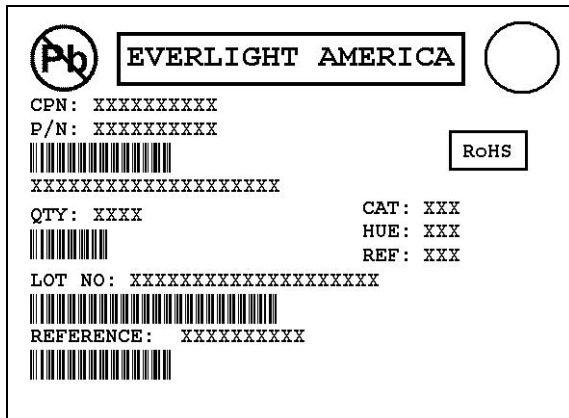 Pb EVERLIGHT AMERICA
CPN: XXXXXXXXXX
P/N: XXXXXXXXXX
RoHS
XXXXXXXXXXXXXXXXXXXX
QTY: XXXX
CAT: XXX
HUE: XXX
REF: XXX
LOT NO: XXXXXXXXXXXXXXXXXXXX
REFERENCE: XXXXXXXXXX